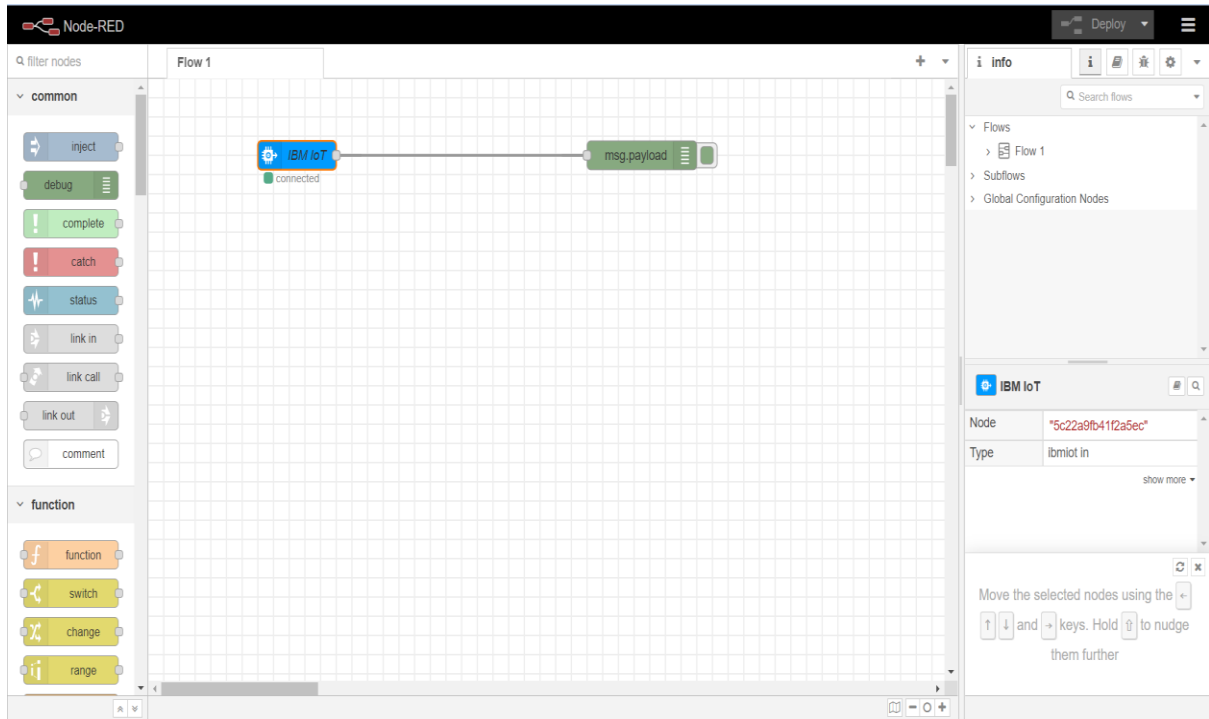 Node-RED
Deploy
filter nodes
common
inject
debug
complete
catch
status
link in
link call
link out
comment
function
function
switch
change
range
Flow 1
IBM IoT
connected
msg.payload
i info
i
Search flows
Flows
Flow 1
Subflows
Global Configuration Nodes
IBM IoT
Node "5c22a9fb41f2a5ec"
Type ibmiot in
show more
Move the selected nodes using the ←
↑ ↓ and → keys. Hold ⇧ to nudge
them further